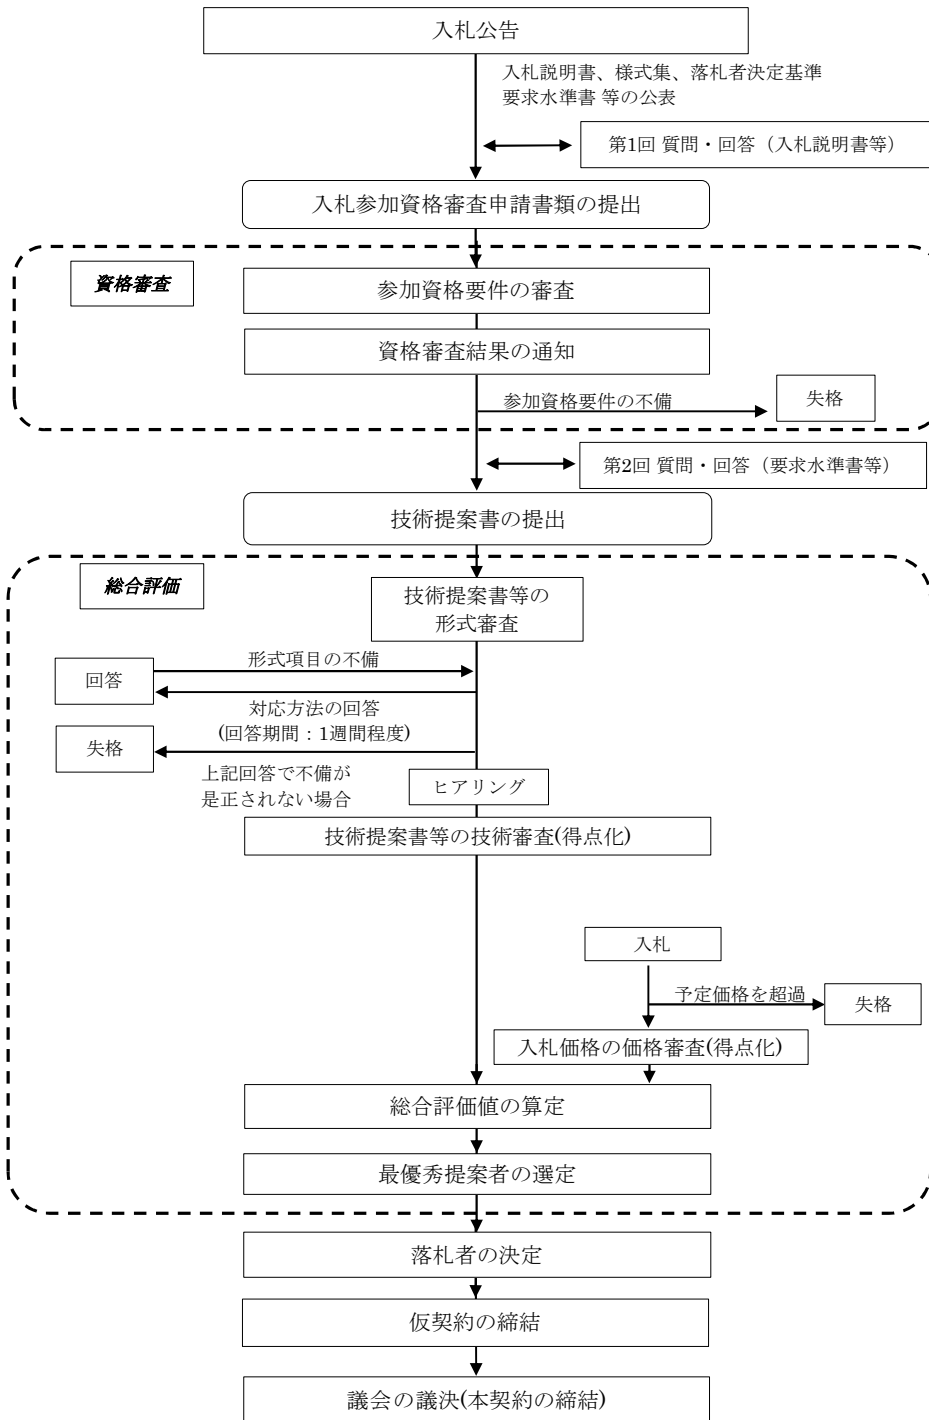 入札公告
入札説明書、様式集、落札者決定基準
要求水準書 等の公表
第1回 質問・回答（入札説明書等）
入札参加資格審査申請書類の提出
資格審査
参加資格要件の審査
資格審査結果の通知
参加資格要件の不備
失格
第2回 質問・回答（要求水準書等）
技術提案書の提出
総合評価
技術提案書等の
形式審査
形式項目の不備
回答
対応方法の回答
(回答期間：1週間程度)
失格
上記回答で不備が
是正されない場合
ヒアリング
技術提案書等の技術審査(得点化)
入札
予定価格を超過
失格
入札価格の価格審査(得点化)
総合評価値の算定
最優秀提案者の選定
落札者の決定
仮契約の締結
議会の議決(本契約の締結)